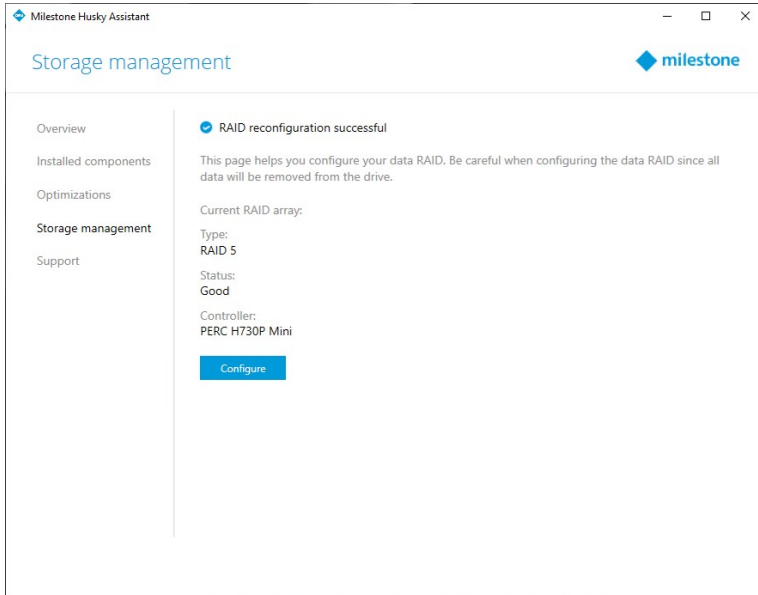 Milestone Husky Assistant
Storage management
milestone
Overview
Installed components
Optimizations
Storage management
Support
RAID reconfiguration successful
This page helps you configure your data RAID. Be careful when configuring the data RAID since all
data will be removed from the drive.
Current RAID array:
Type:
RAID 5
Status:
Good
Controller:
PERC H730P Mini
Configure